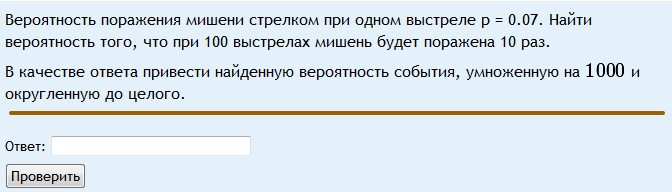 Вероятность поражения мишени стрелком при одном выстреле p = 0.07. Найти
вероятность того, что при 100 выстрелах мишень будет поражена 10 раз.
В качестве ответа привести найденную вероятность события, умноженную на 1000 и
округленную до целого.
Ответ:
Проверить